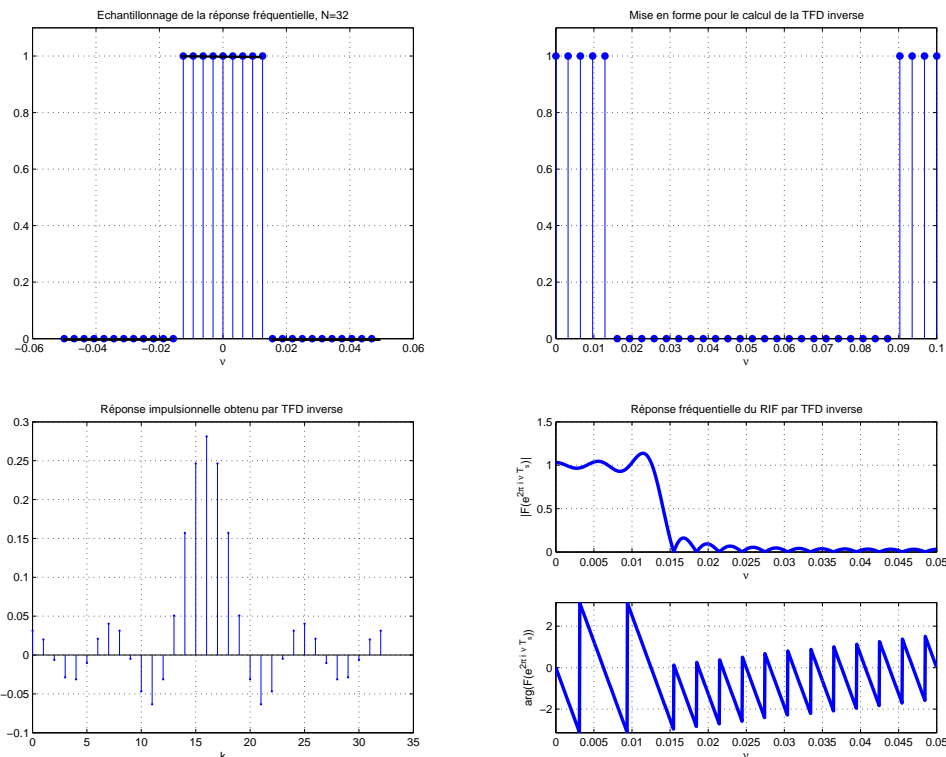 Echantillonnage de la réponse fréquentielle, N=32
1
0.8
0.6
0.4
0.2
0
−0.06 −0.04 −0.02 0 0.02 0.04 0.06
ν
Mise en forme pour le calcul de la TFD inverse
1
0.8
0.6
0.4
0.2
0
0 0.01 0.02 0.03 0.04 0.05 0.06 0.07 0.08 0.09 0.1
ν
Réponse impulsionnelle obtenu par TFD inverse
0.3
0.25
0.2
0.15
0.1
0.05
0
−0.05
−0.1
0 5 10 15 20 25 30 35
k
Réponse fréquentielle du RIF par TFD inverse
|F(e^{2π i ν T_s})|
1.5
1
0.5
0
0 0.005 0.01 0.015 0.02 0.025 0.03 0.035 0.04 0.045 0.05
ν
arg(F(e^{2π i ν T_s}))
2
0
−2
0 0.005 0.01 0.015 0.02 0.025 0.03 0.035 0.04 0.045 0.05
ν